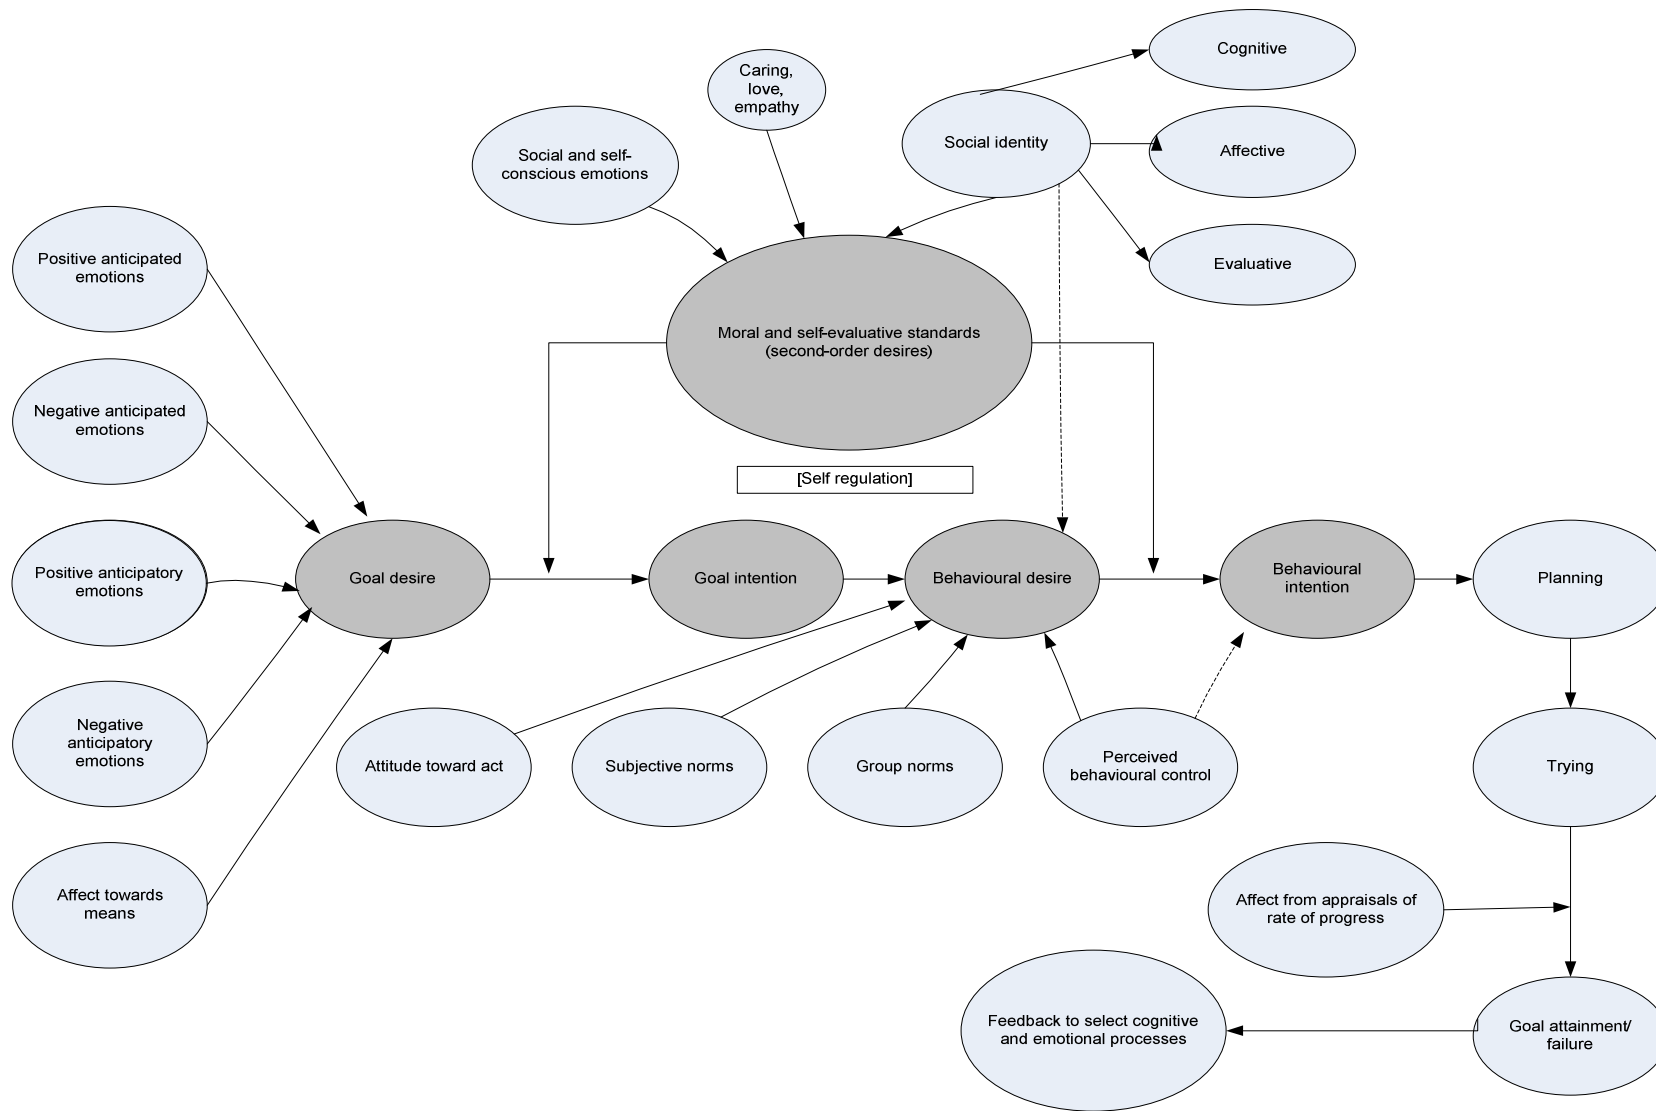 Cognitive
Caring,
love,
empathy
Social identity
Affective
Social and self-
conscious emotions
Evaluative
Positive anticipated
emotions
Moral and self-evaluative standards
(second-order desires)
Negative anticipated
emotions
[Self regulation]
Positive anticipatory
emotions
Goal desire
Goal intention
Behavioural desire
Behavioural
intention
Planning
Negative
anticipatory
emotions
Attitude toward act
Subjective norms
Group norms
Perceived
behavioural control
Trying
Affect towards
means
Affect from appraisals of
rate of progress
Feedback to select cognitive
and emotional processes
Goal attainment/
failure